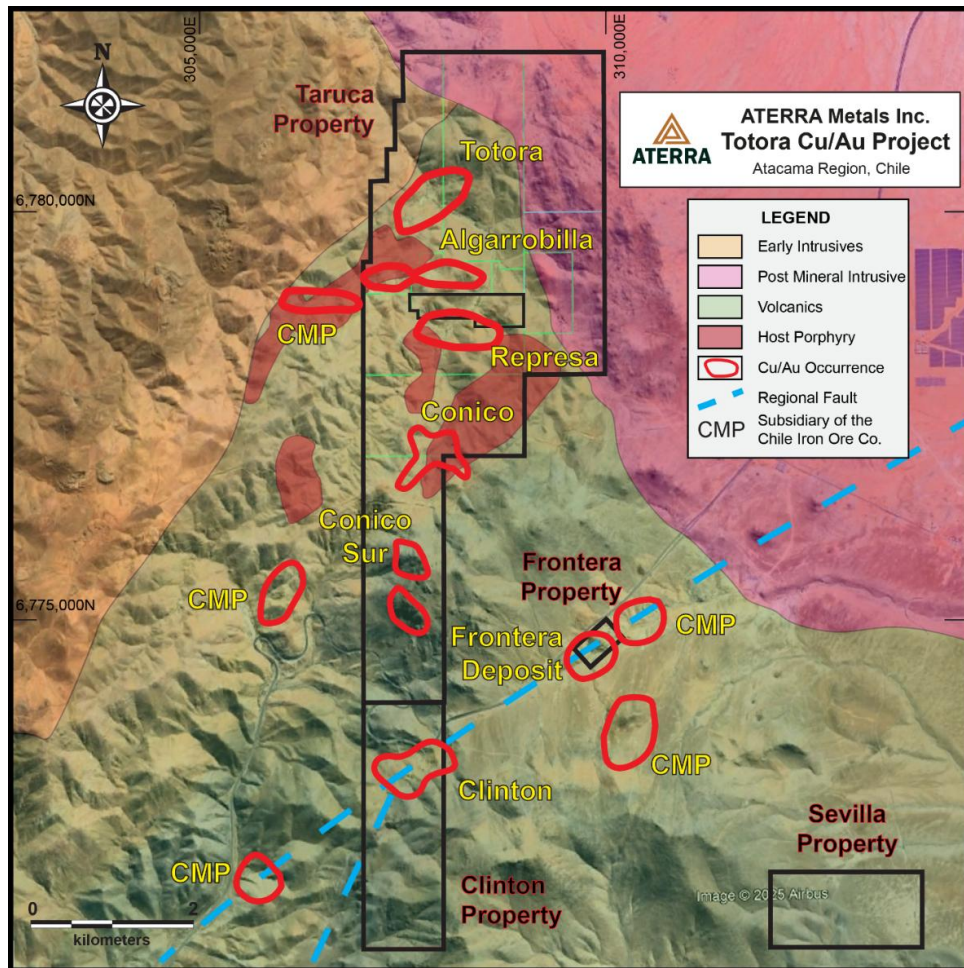 305,000E
310,000E
N
Taruca
Property
ATERRA
ATERRA Metals Inc.
Totora Cu/Au Project
Atacama Region, Chile
Totora
6,780,000N
LEGEND
Early Intrusives
Post Mineral Intrusive
Volcanics
Host Porphyry
Cu/Au Occurrence
Regional Fault
CMP
Subsidiary of the
Chile Iron Ore Co.
Algarrobilla
CMP
Represa
Conico
Conico
Sur
Frontera
Property
CMP
6,775,000N
CMP
Frontera
Deposit
CMP
Clinton
Sevilla
Property
CMP
Clinton
Property
Image © 2025 Airbus
0
2
kilometers